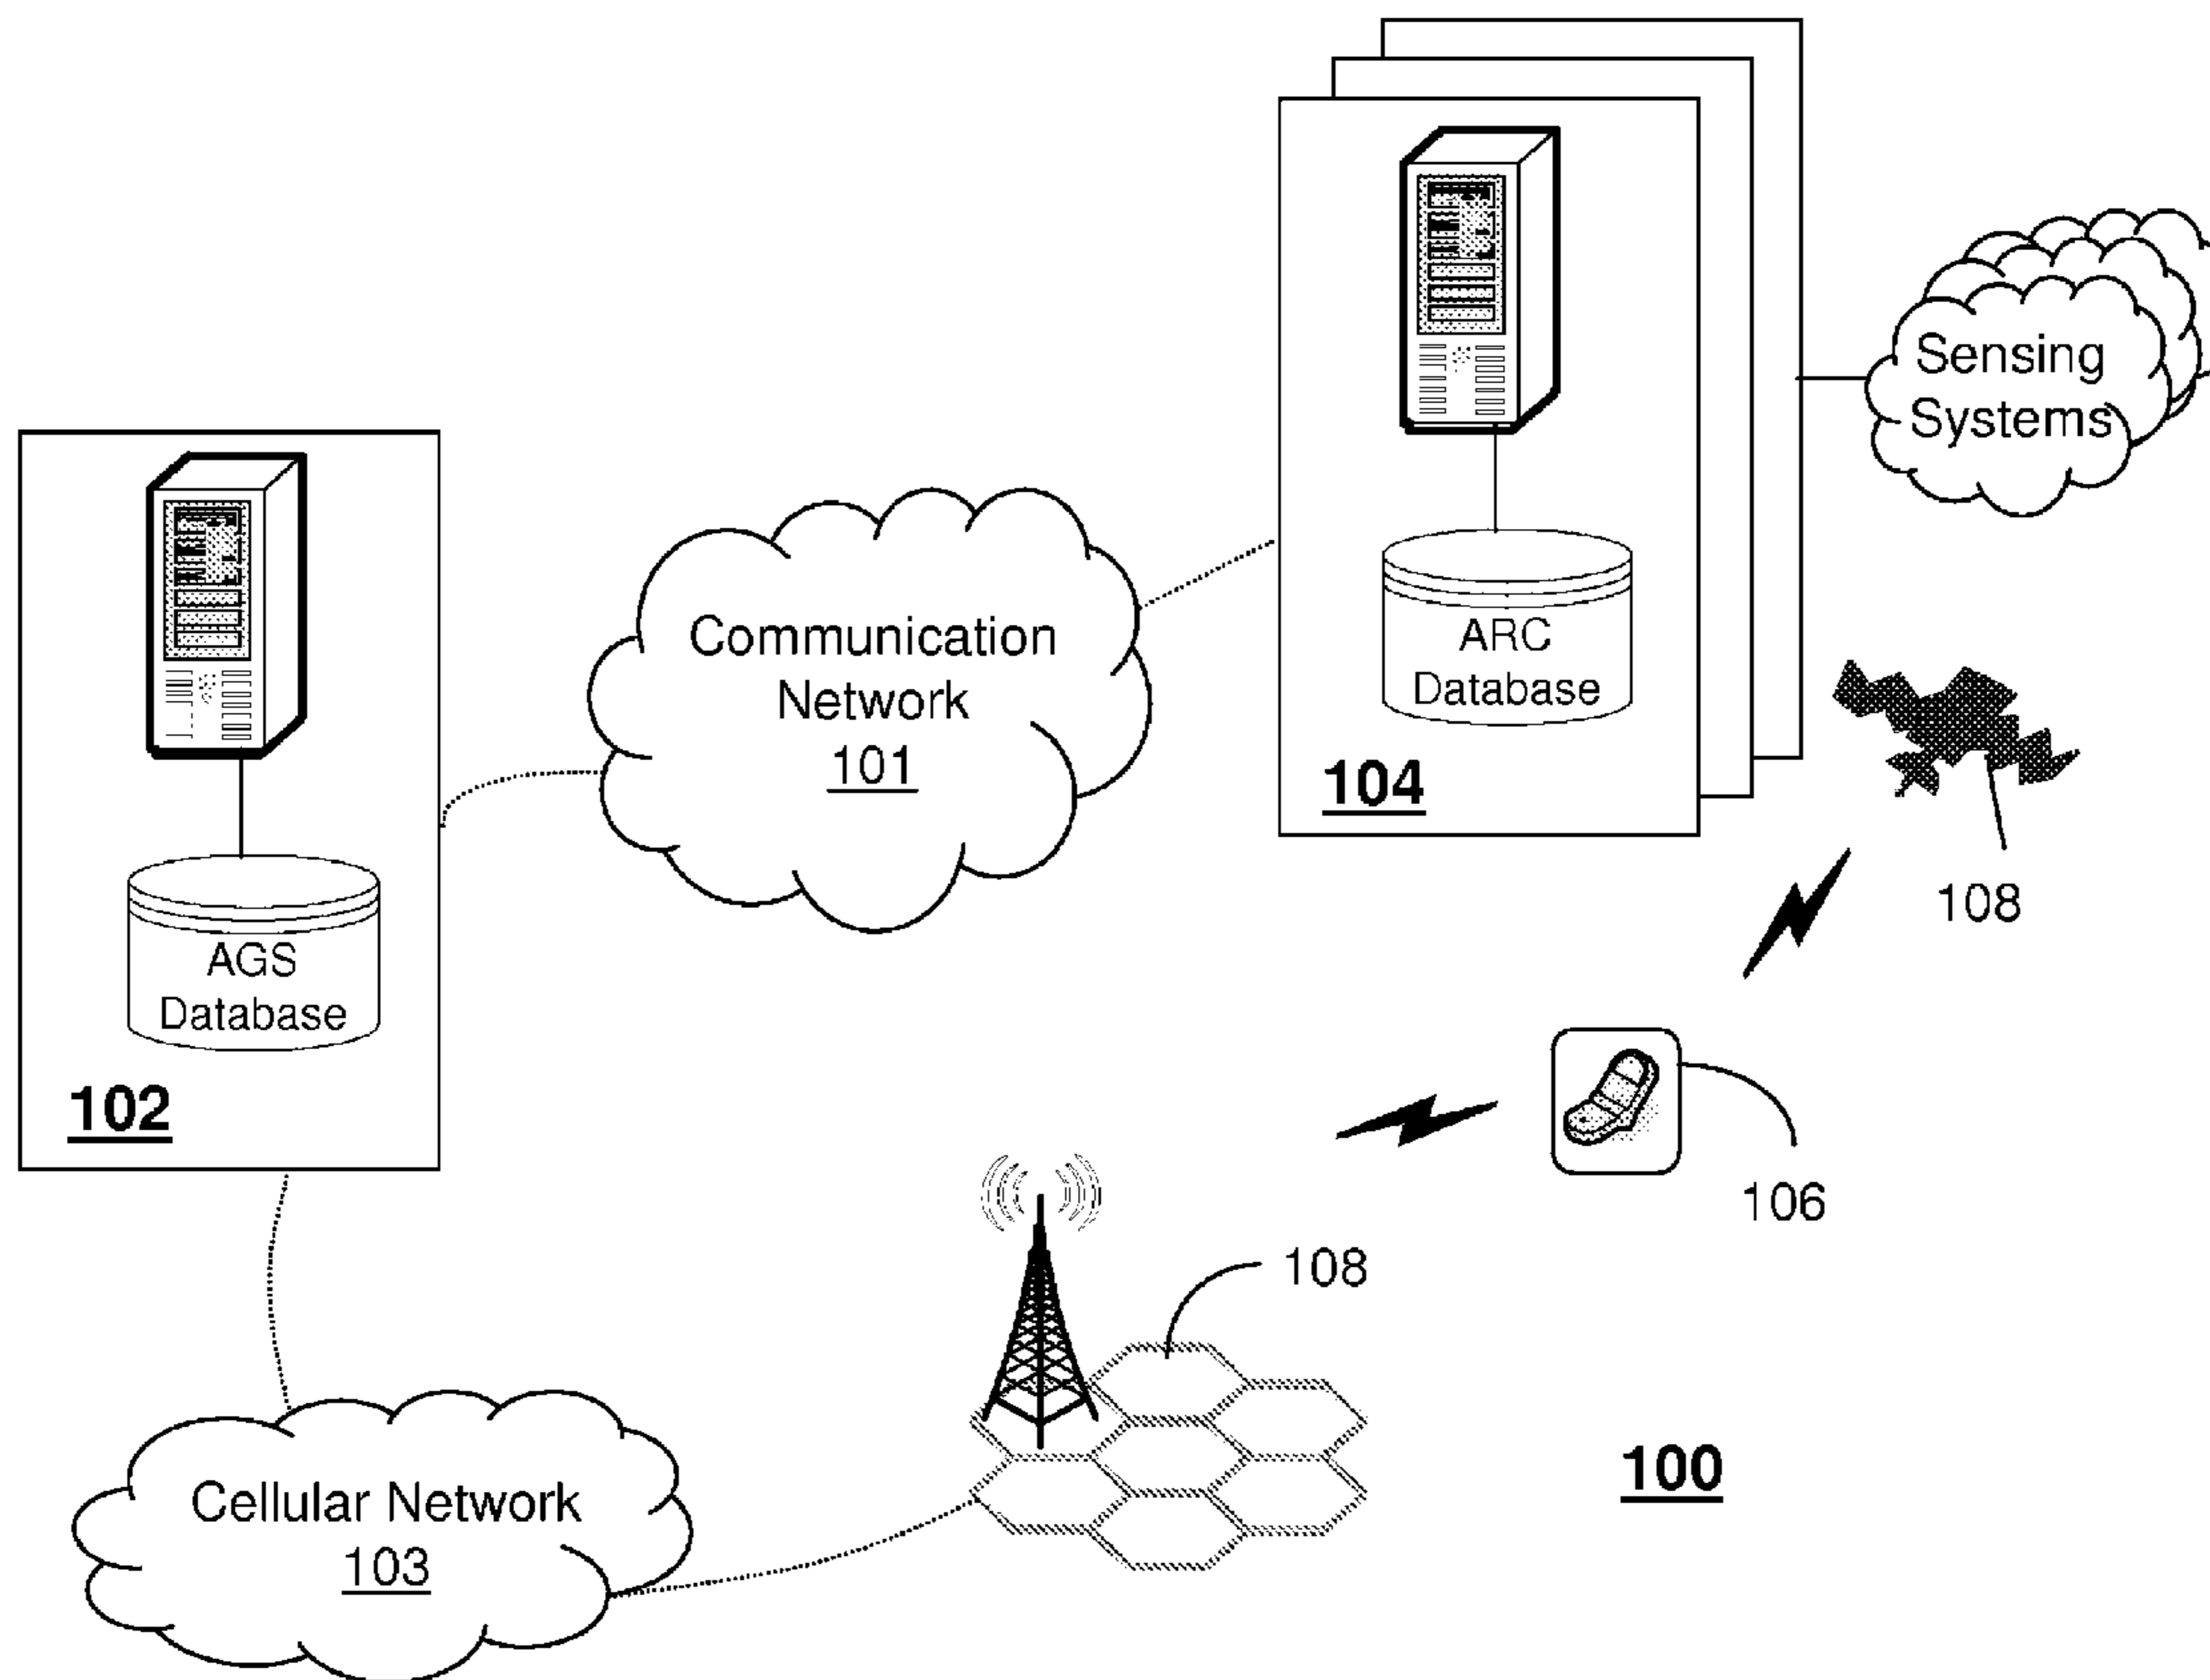 Sensing
Systems
Communication
Network
101
ARC
Database
104
108
AGS
Database
102
106
108
Cellular Network
103
100